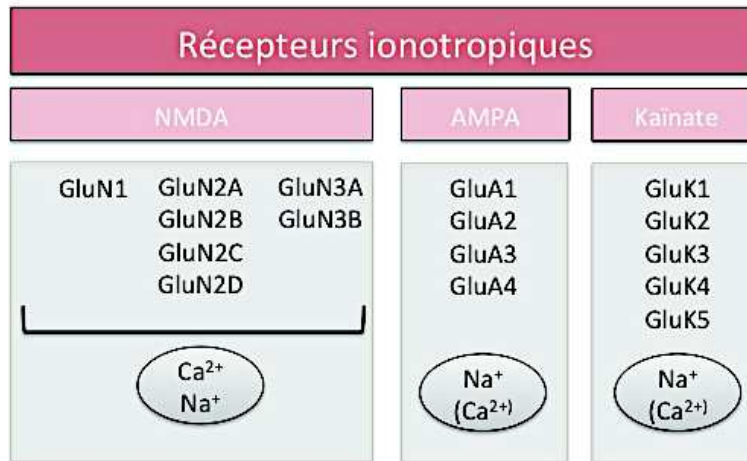 Récepteurs ionotropiques
NMDA
AMPA
Kaïnate
GluN1 GluN2A GluN3A
GluN2B GluN3B
GluN2C
GluN2D
Ca²⁺
Na⁺
GluA1
GluA2
GluA3
GluA4
Na⁺
(Ca²⁺)
GluK1
GluK2
GluK3
GluK4
GluK5
Na⁺
(Ca²⁺)